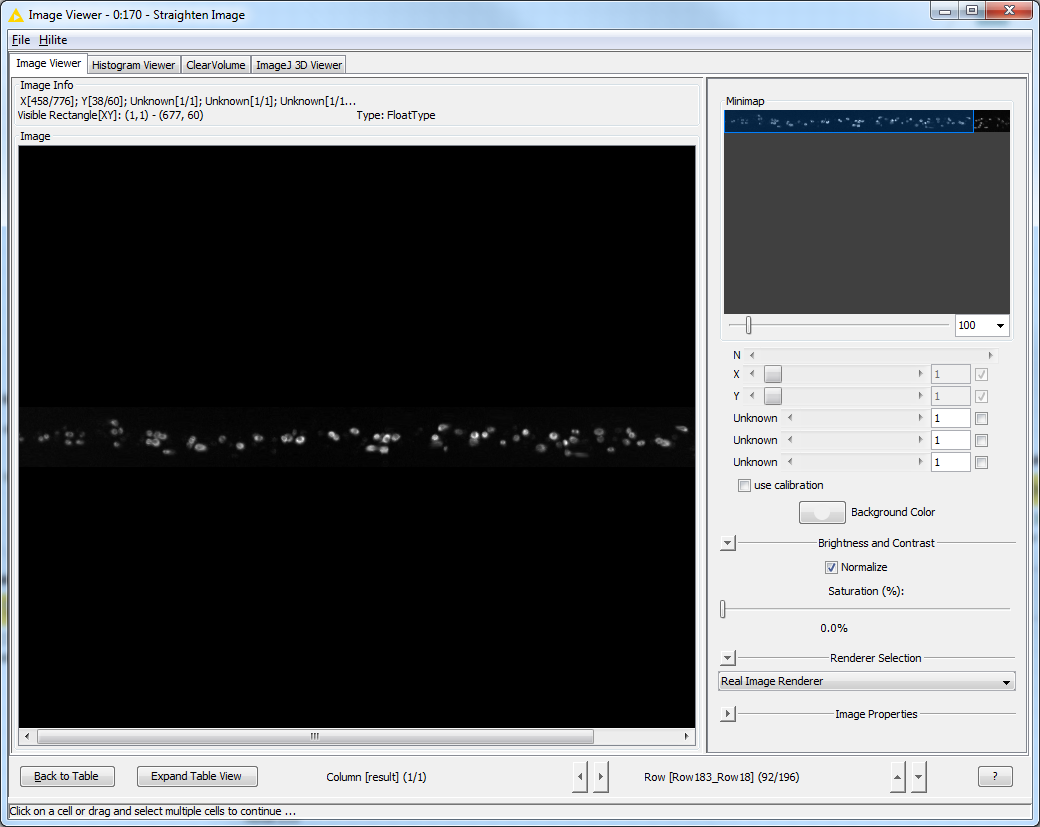 Image Viewer - 0:170 - Straighten Image
File Hilite
Image Viewer Histogram Viewer ClearVolume ImageJ 3D Viewer
Image Info
X[458/776]; Y[38/60]; Unknown[1/1]; Unknown[1/1]; Unknown[1/1...
Visible Rectangle[XY]: (1,1) - (677, 60) Type: FloatType
Image
Minimap
100
N
X 1
Y 1
Unknown 1
Unknown 1
Unknown 1
use calibration
Background Color
Brightness and Contrast
Normalize
Saturation (%):
0.0%
Renderer Selection
Real Image Renderer
Image Properties
Back to Table Expand Table View Column [result] (1/1) Row [Row183_Row18] (92/196) ?
Click on a cell or drag and select multiple cells to continue ...